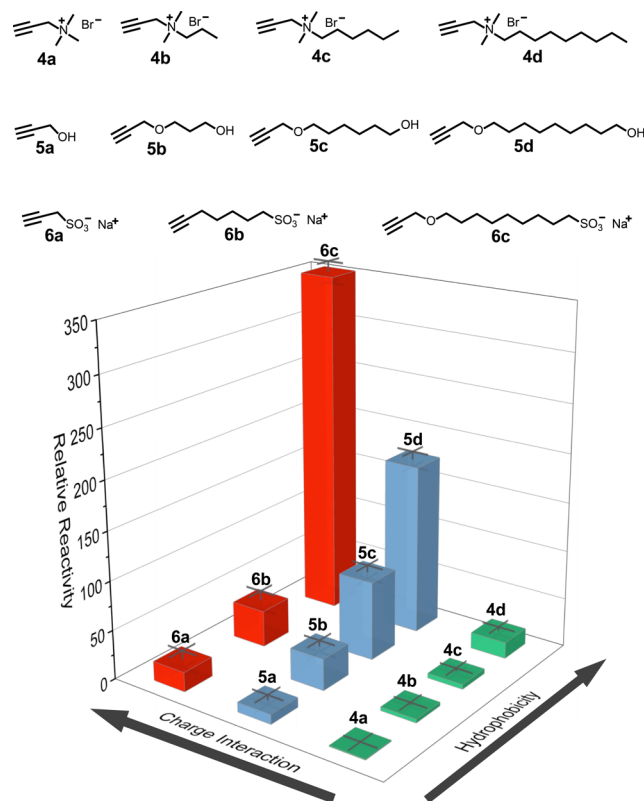 N+ Br−
N+ Br−
N+ Br−
N+ Br−
4a
4b
4c
4d
OH
O OH
O OH
O OH
5a
5b
5c
5d
SO3− Na+
SO3− Na+
O SO3− Na+
6a
6b
6c
6c
350
300
250
200
150
100
50
0
Relative Reactivity
5d
5c
6b
4d
6a
5b
4c
5a
4b
4a
Charge Interaction
Hydrophobicity